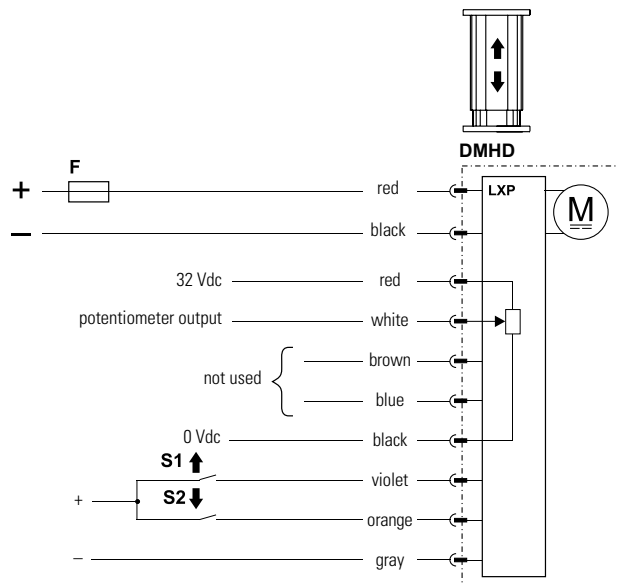 DMHD
F
+ red LXP
M
− black
32 Vdc red
potentiometer output white
brown
not used
blue
0 Vdc black
S1
violet
+ S2
orange
− gray